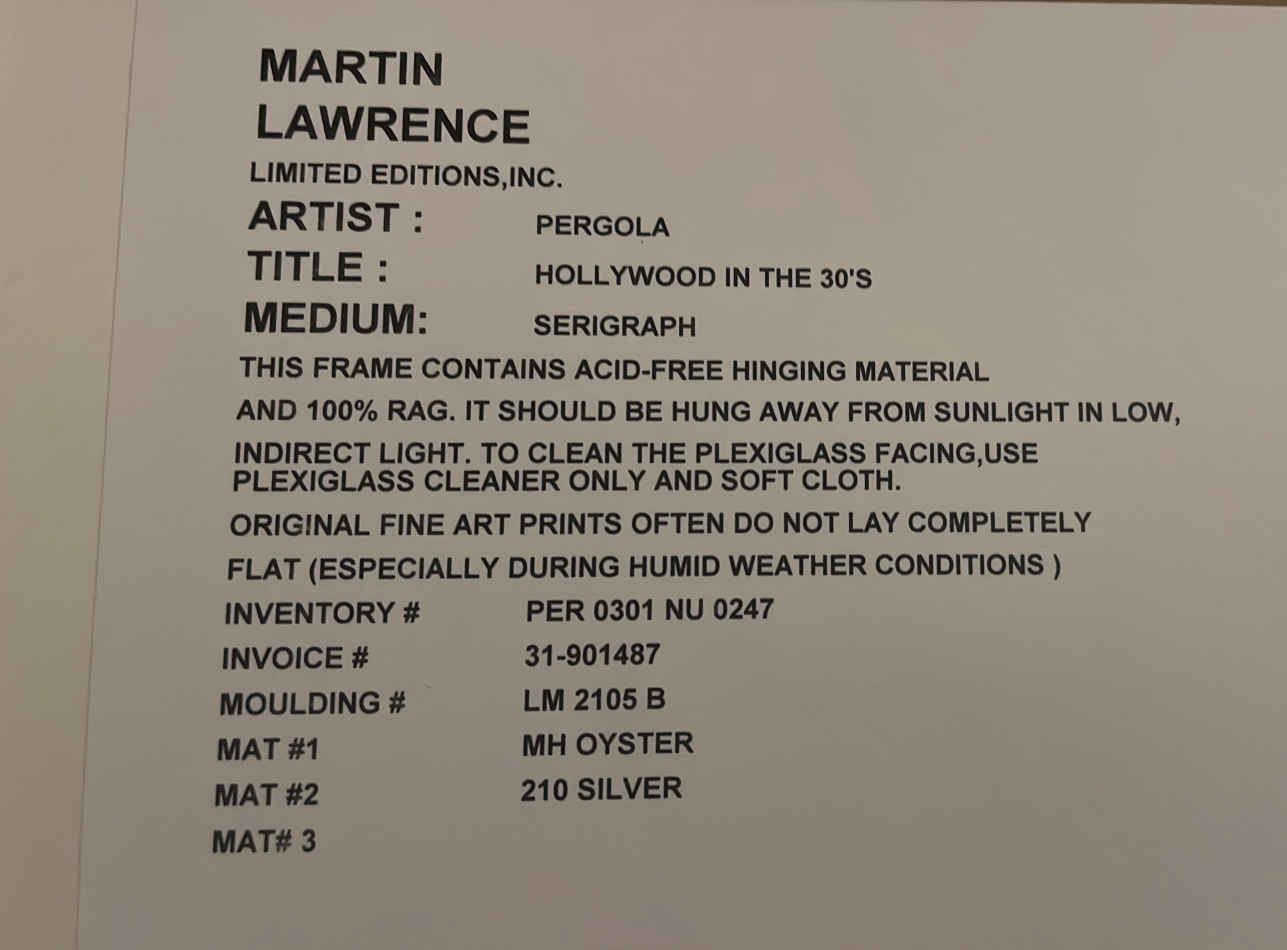 MARTIN
LAWRENCE
LIMITED EDITIONS,INC.
ARTIST : PERGOLA
TITLE : HOLLYWOOD IN THE 30'S
MEDIUM: SERIGRAPH
THIS FRAME CONTAINS ACID-FREE HINGING MATERIAL
AND 100% RAG. IT SHOULD BE HUNG AWAY FROM SUNLIGHT IN LOW,
INDIRECT LIGHT. TO CLEAN THE PLEXIGLASS FACING,USE
PLEXIGLASS CLEANER ONLY AND SOFT CLOTH.
ORIGINAL FINE ART PRINTS OFTEN DO NOT LAY COMPLETELY
FLAT (ESPECIALLY DURING HUMID WEATHER CONDITIONS )
INVENTORY # PER 0301 NU 0247
INVOICE # 31-901487
MOULDING # LM 2105 B
MAT #1 MH OYSTER
MAT #2 210 SILVER
MAT# 3